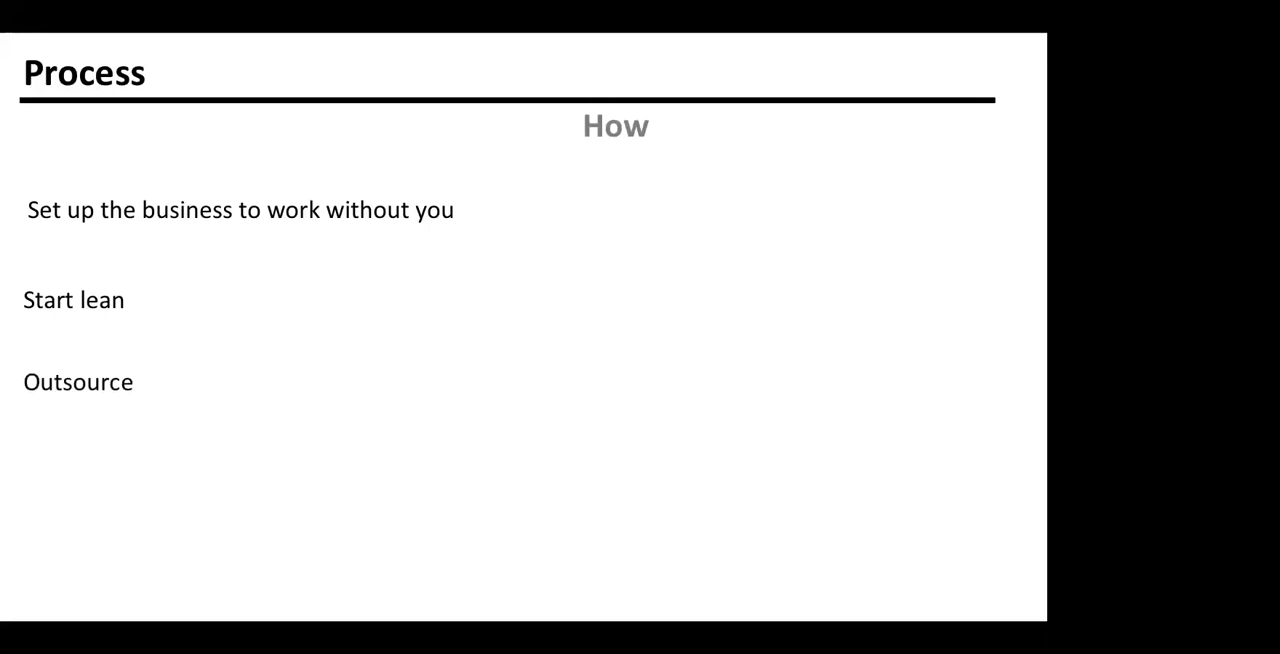 Process
How
Set up the business to work without you
Start lean
Outsource